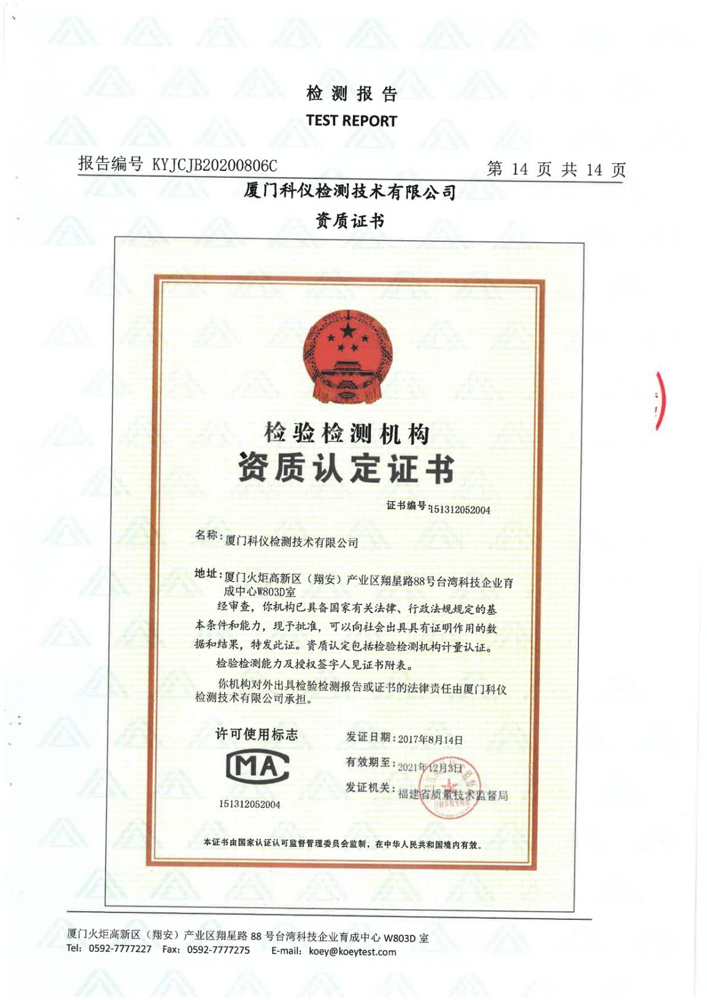 检测报告
TEST REPORT
报告编号 KYJCJB20200806C
第 14 页 共 14 页
厦门科仪检测技术有限公司
资质证书
检验检测机构
资质认定证书
证书编号:151312052004
名称:厦门科仪检测技术有限公司
地址:厦门火炬高新区（翔安）产业区翔星路88号台湾科技企业育
成中心W803D室
经审查，你机构已具备国家有关法律、行政法规规定的基
本条件和能力，现予批准，可以向社会出具具有证明作用的数
据和结果，特发此证。资质认定包括检验检测机构计量认证。
检验检测能力及授权签字人见证书附表。
你机构对外出具检验检测报告或证书的法律责任由厦门科仪
检测技术有限公司承担。
许可使用标志
MA
151312052004
发证日期:2017年8月14日
有效期至:2021年12月3日
发证机关:福建省质量技术监督局
本证书由国家认证认可监督管理委员会监制，在中华人民共和国境内有效。
厦门火炬高新区（翔安）产业区翔星路 88 号台湾科技企业育成中心 W803D 室
Tel: 0592-7777227 Fax: 0592-7777275 E-mail: koey@koeytest.com